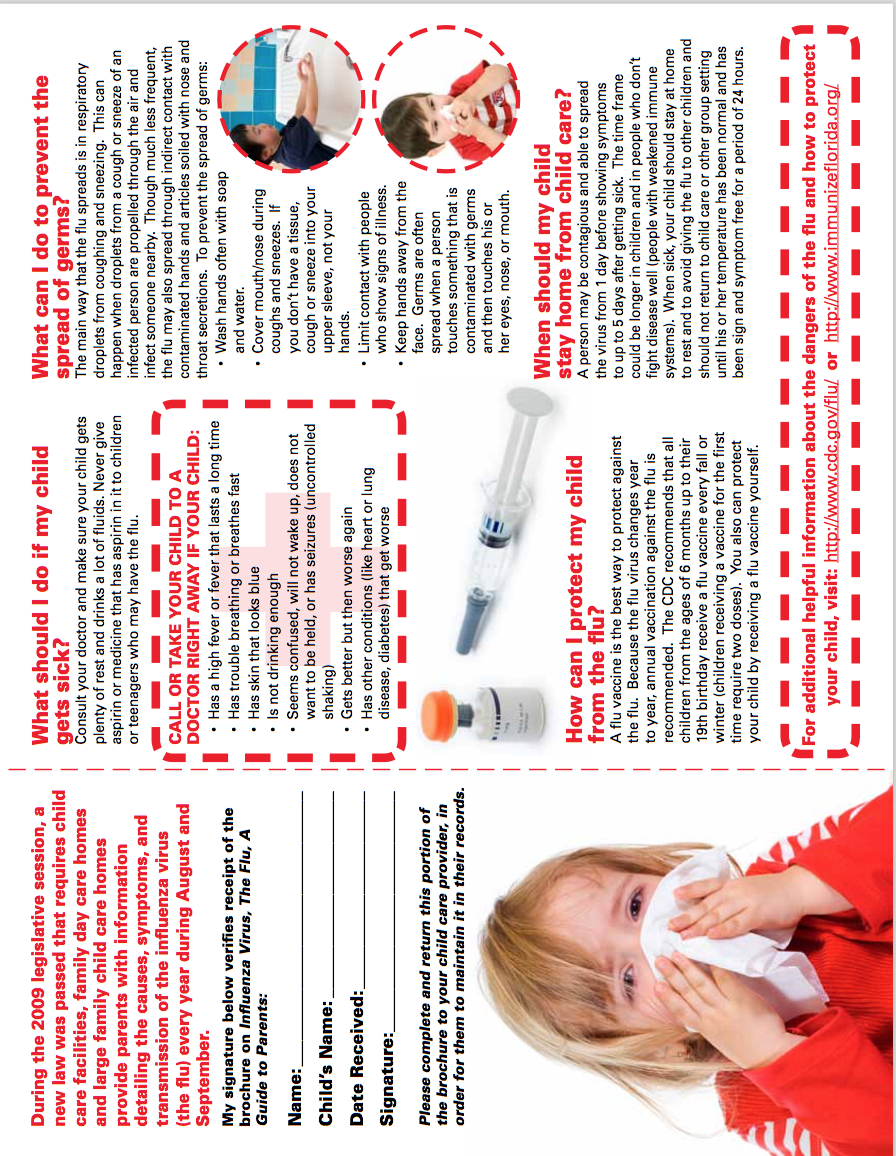 During the 2009 legislative session, a
new law was passed that requires child
care facilities, family day care homes
and large family child care homes
provide parents with information
detailing the causes, symptoms, and
transmission of the influenza virus
(the flu) every year during August and
September.
My signature below verifies receipt of the
brochure on Influenza Virus, The Flu, A
Guide to Parents:
Name:
Child's Name:
Date Received:
Signature:
Please complete and return this portion of
the brochure to your child care provider, in
order for them to maintain it in their records.
What should I do if my child
gets sick?
Consult your doctor and make sure your child gets
plenty of rest and drinks a lot of fluids. Never give
aspirin or medicine that has aspirin in it to children
or teenagers who may have the flu.
CALL OR TAKE YOUR CHILD TO A
DOCTOR RIGHT AWAY IF YOUR CHILD:
• Has a high fever or fever that lasts a long time
• Has trouble breathing or breathes fast
• Has skin that looks blue
• Is not drinking enough
• Seems confused, will not wake up, does not
want to be held, or has seizures (uncontrolled
shaking)
• Gets better but then worse again
• Has other conditions (like heart or lung
disease, diabetes) that get worse
How can I protect my child
from the flu?
A flu vaccine is the best way to protect against
the flu. Because the flu virus changes year
to year, annual vaccination against the flu is
recommended. The CDC recommends that all
children from the ages of 6 months up to their
19th birthday receive a flu vaccine every fall or
winter (children receiving a vaccine for the first
time require two doses). You also can protect
your child by receiving a flu vaccine yourself.
What can I do to prevent the
spread of germs?
The main way that the flu spreads is in respiratory
droplets from coughing and sneezing. This can
happen when droplets from a cough or sneeze of an
infected person are propelled through the air and
infect someone nearby. Though much less frequent,
the flu may also spread through indirect contact with
contaminated hands and articles soiled with nose and
throat secretions. To prevent the spread of germs:
• Wash hands often with soap
and water.
• Cover mouth/nose during
coughs and sneezes. If
you don't have a tissue,
cough or sneeze into your
upper sleeve, not your
hands.
• Limit contact with people
who show signs of illness.
• Keep hands away from the
face. Germs are often
spread when a person
touches something that is
contaminated with germs
and then touches his or
her eyes, nose, or mouth.
When should my child
stay home from child care?
A person may be contagious and able to spread
the virus from 1 day before showing symptoms
to up to 5 days after getting sick. The time frame
could be longer in children and in people who don't
fight disease well (people with weakened immune
systems). When sick, your child should stay at home
to rest and to avoid giving the flu to other children and
should not return to child care or other group setting
until his or her temperature has been normal and has
been sign and symptom free for a period of 24 hours.
For additional helpful information about the dangers of the flu and how to protect
your child, visit: http://www.cdc.gov/flu/ or http://www.immunizeflorida.org/